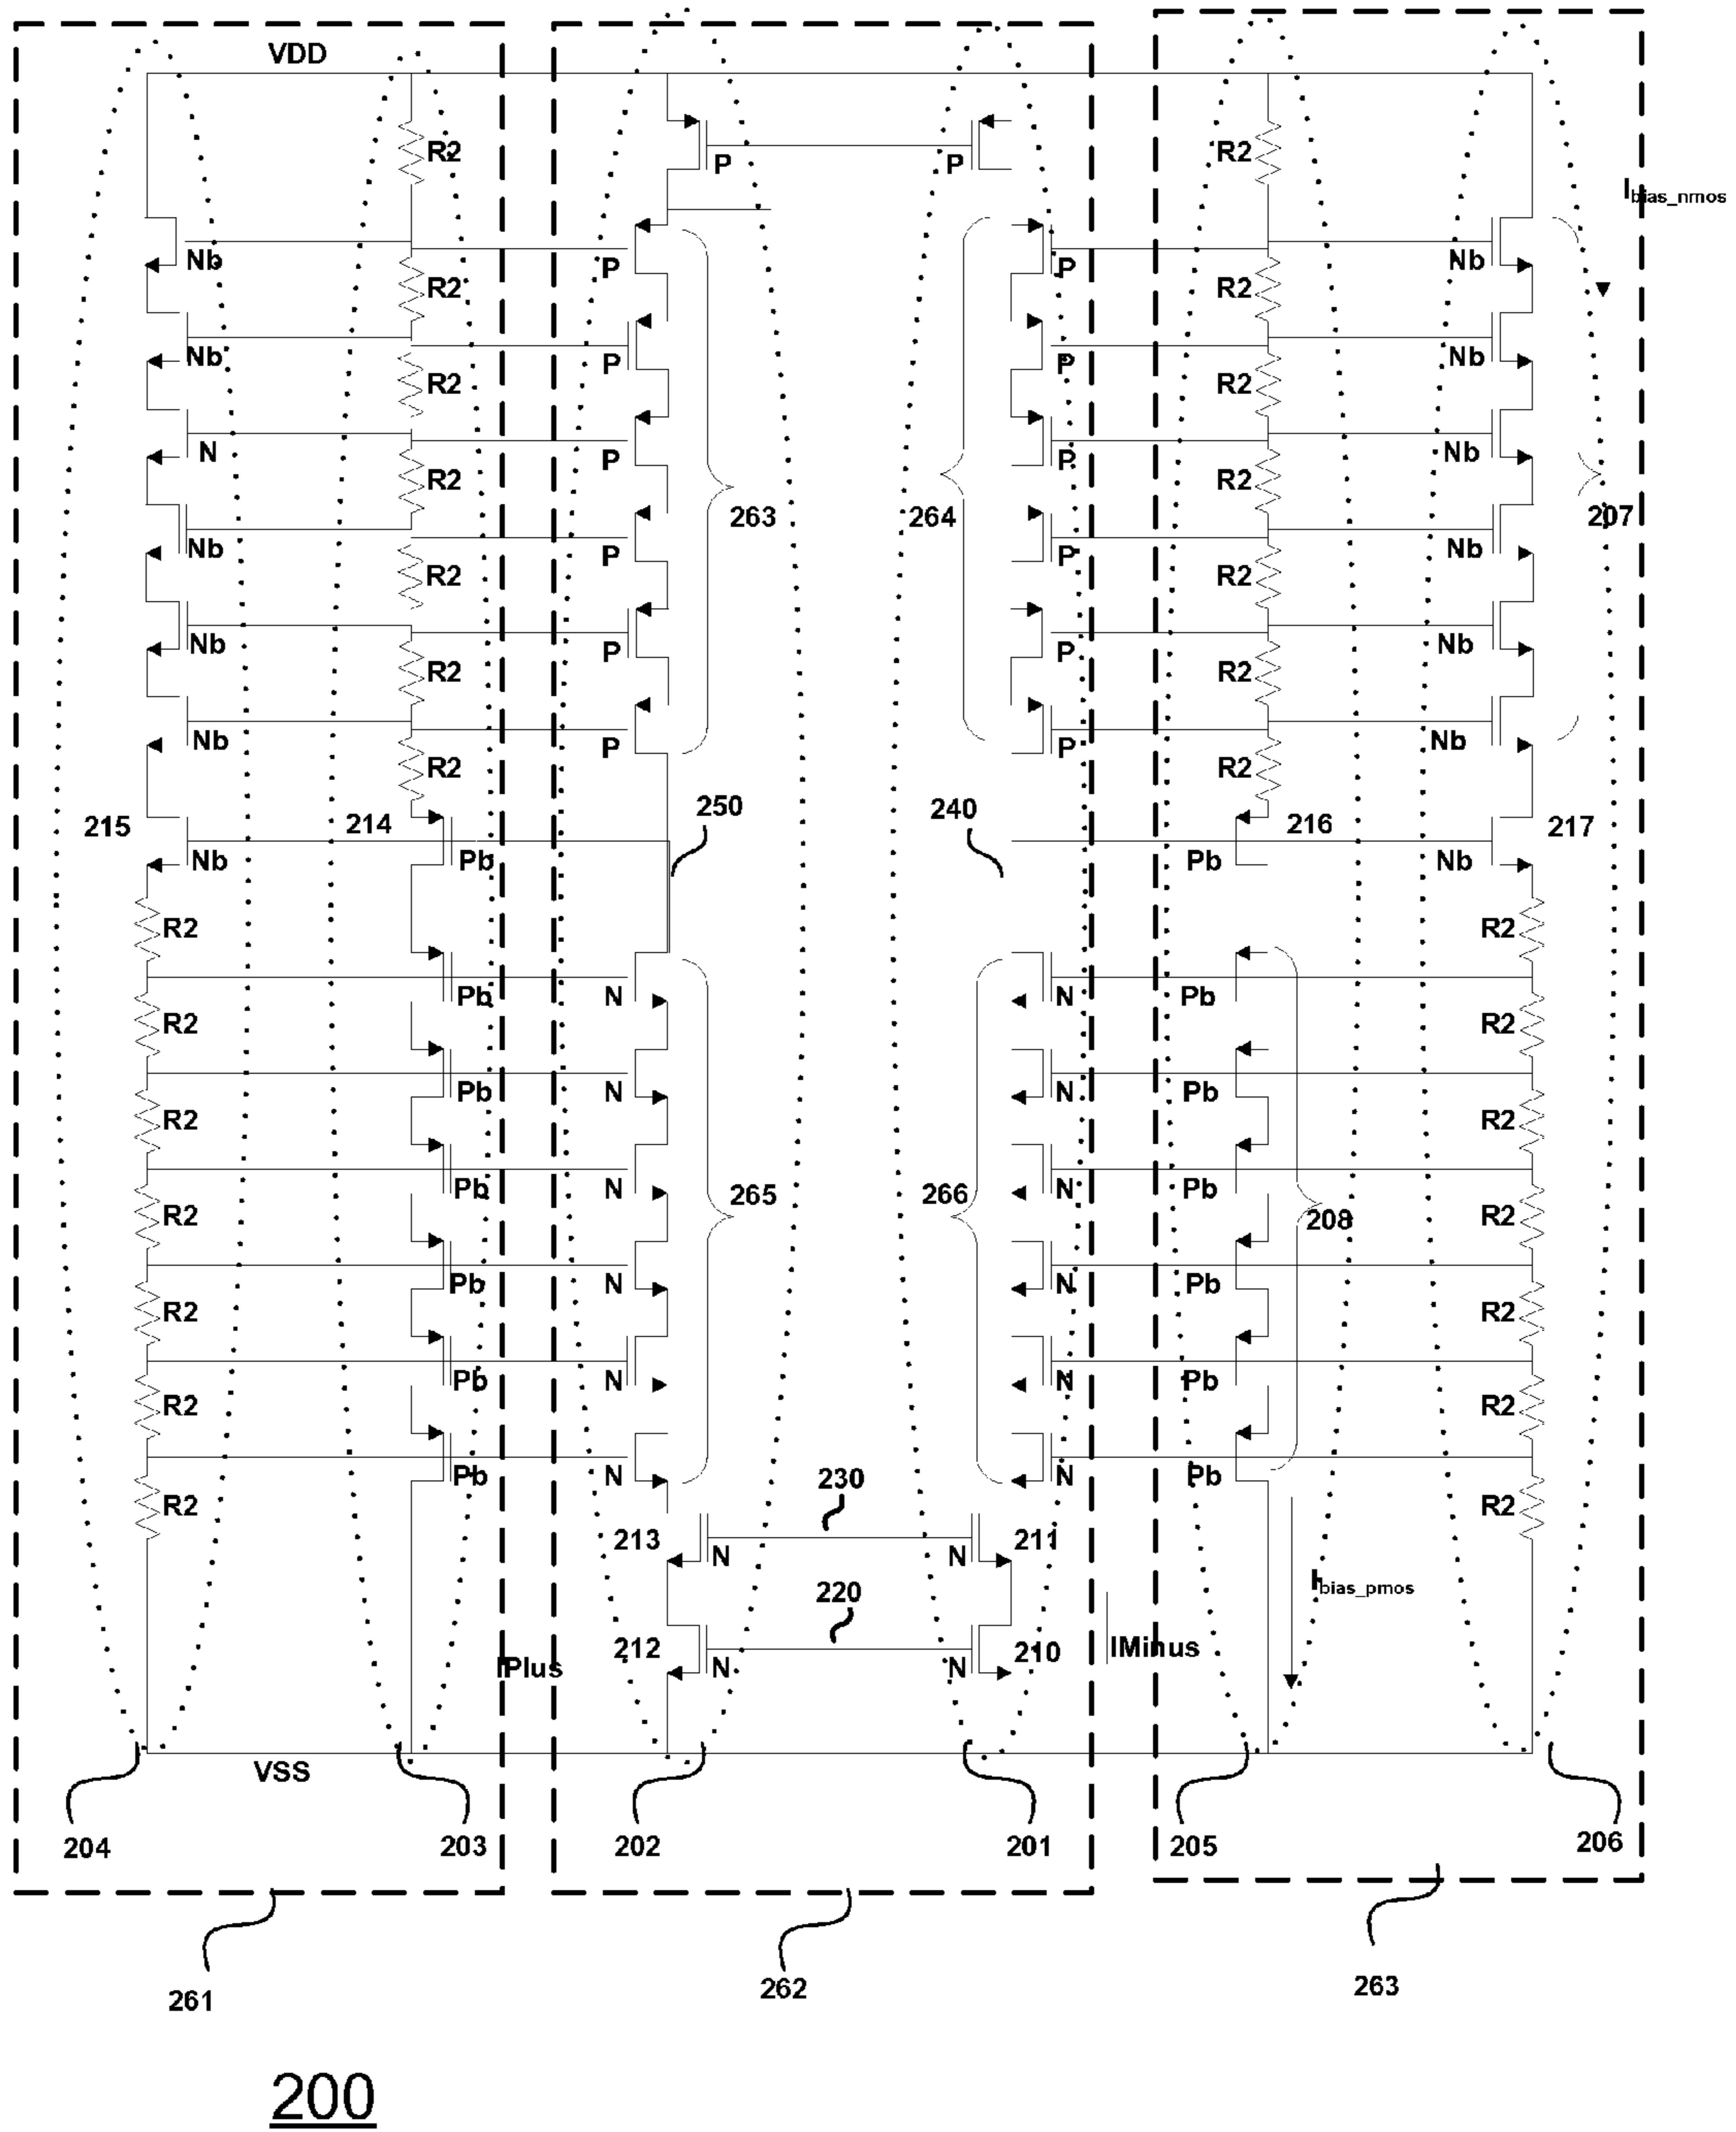 VDD
R2 P P R2
I bias_nmos
Nb P P Nb
R2 R2
Nb P P Nb
R2 R2
N P P Nb
R2 263 264 R2 207
Nb P P Nb
R2 R2
Nb P P Nb
R2 R2
Nb P P Nb
R2 R2
215 214 250 240 216 217
Nb Pb Pb Nb
R2 R2
Pb N N Pb
R2 R2
Pb N N Pb
R2 R2
Pb N N Pb
R2 265 266 208 R2
Pb N N Pb
R2 R2
Pb N N Pb
R2 R2
Pb N N Pb
R2 230 R2
213 N N 211
220 Ibias_pmos
212 N N 210
IPlus IMinus
VSS
204 203 202 201 205 206
261 262 263
200